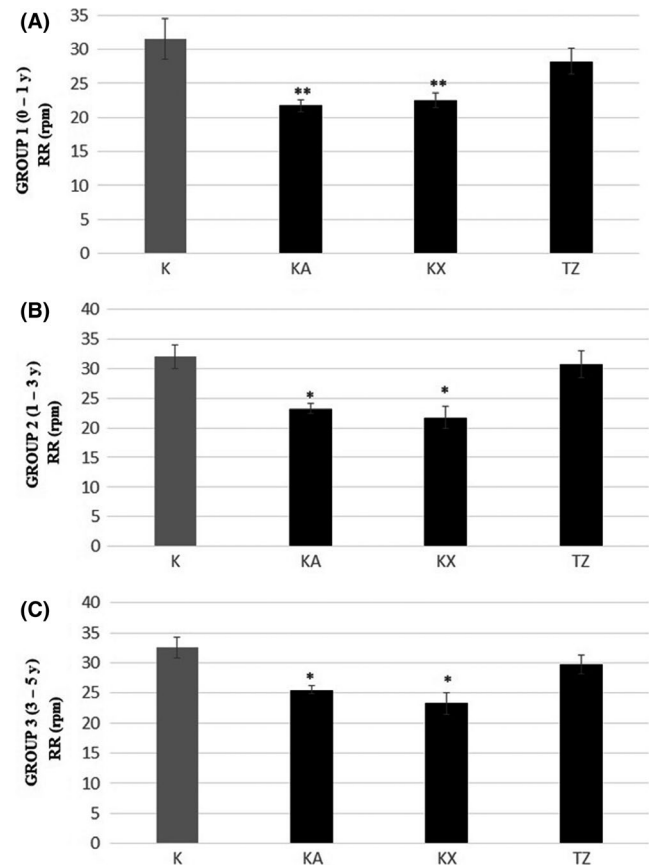 (A)
GROUP 1 (0 – 1 y)
RR (rpm)
35
30
25
20
15
10
5
0
** **
K KA KX TZ
(B)
GROUP 2 (1 – 3 y)
RR (rpm)
40
35
30
25
20
15
10
5
0
* *
K KA KX TZ
(C)
GROUP 3 (3 – 5 y)
RR (rpm)
40
35
30
25
20
15
10
5
0
* *
K KA KX TZ